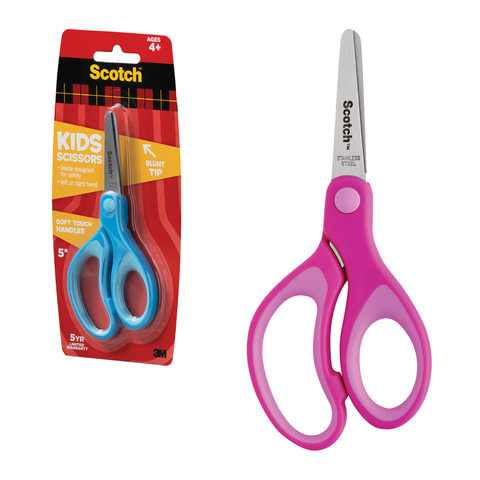 AGES
4+
Scotch
KIDS
SCISSORS
• blade designed
for safety
• left or right hand
BLUNT
TIP
SOFT TOUCH
HANDLES
5"
5YR
LIMITED
WARRANTY
3M
Scotch
Scotch™
STAINLESS
STEEL